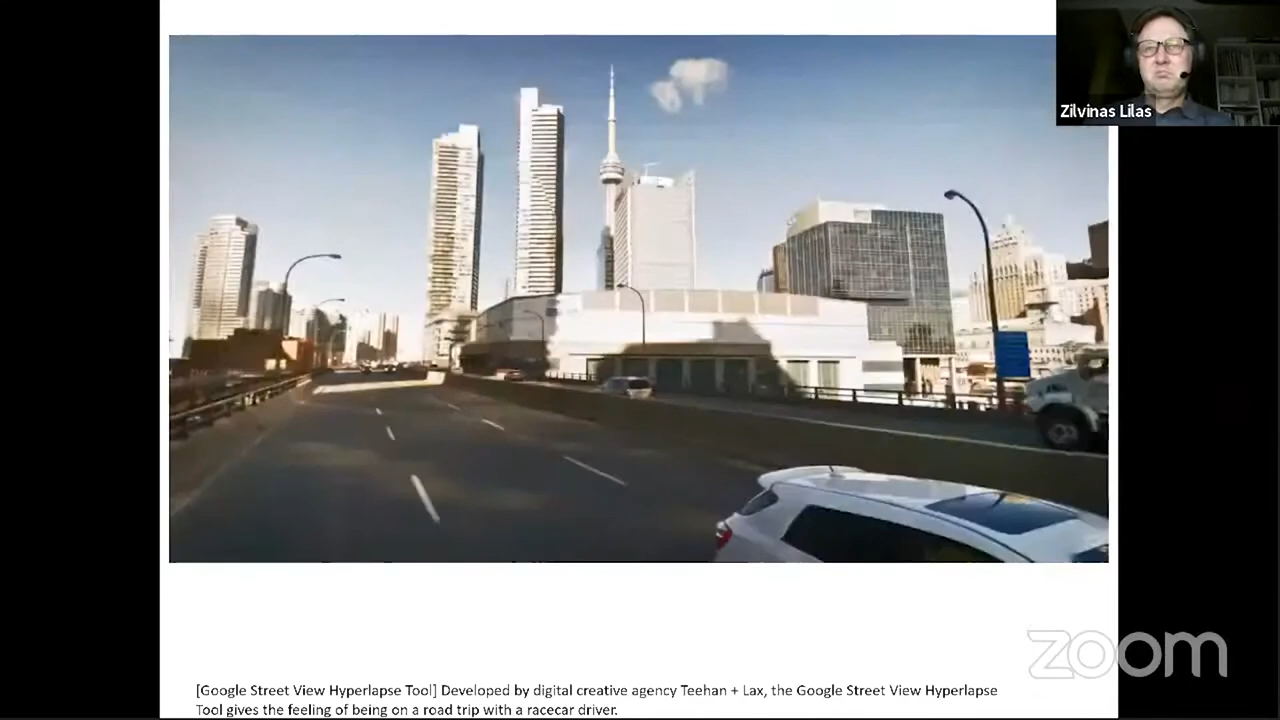 Zilvinas Lilas
zoom
[Google Street View Hyperlapse Tool] Developed by digital creative agency Teehan + Lax, the Google Street View Hyperlapse
Tool gives the feeling of being on a road trip with a racecar driver.